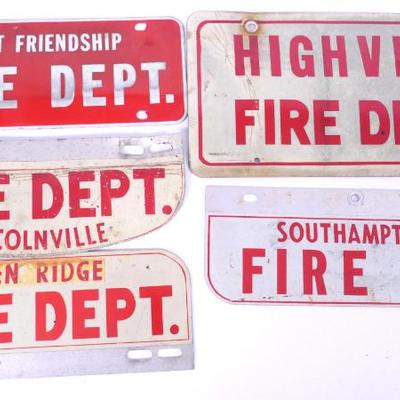 T FRIENDSHIP
E DEPT.
HIGHV
FIRE D
E DEPT.
COLNVILLE
EN RIDGE
E DEPT.
SOUTHAMPT
FIRE